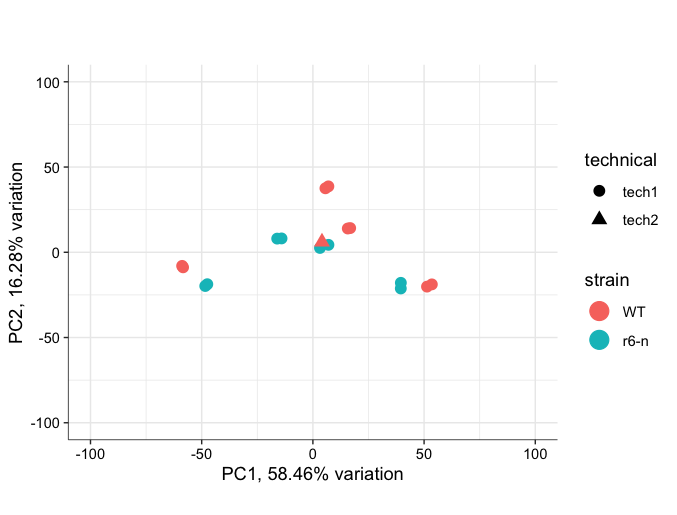 100
50
0
-50
-100
PC2, 16.28% variation
-100
-50
0
50
100
PC1, 58.46% variation
technical
tech1
tech2
strain
WT
r6-n